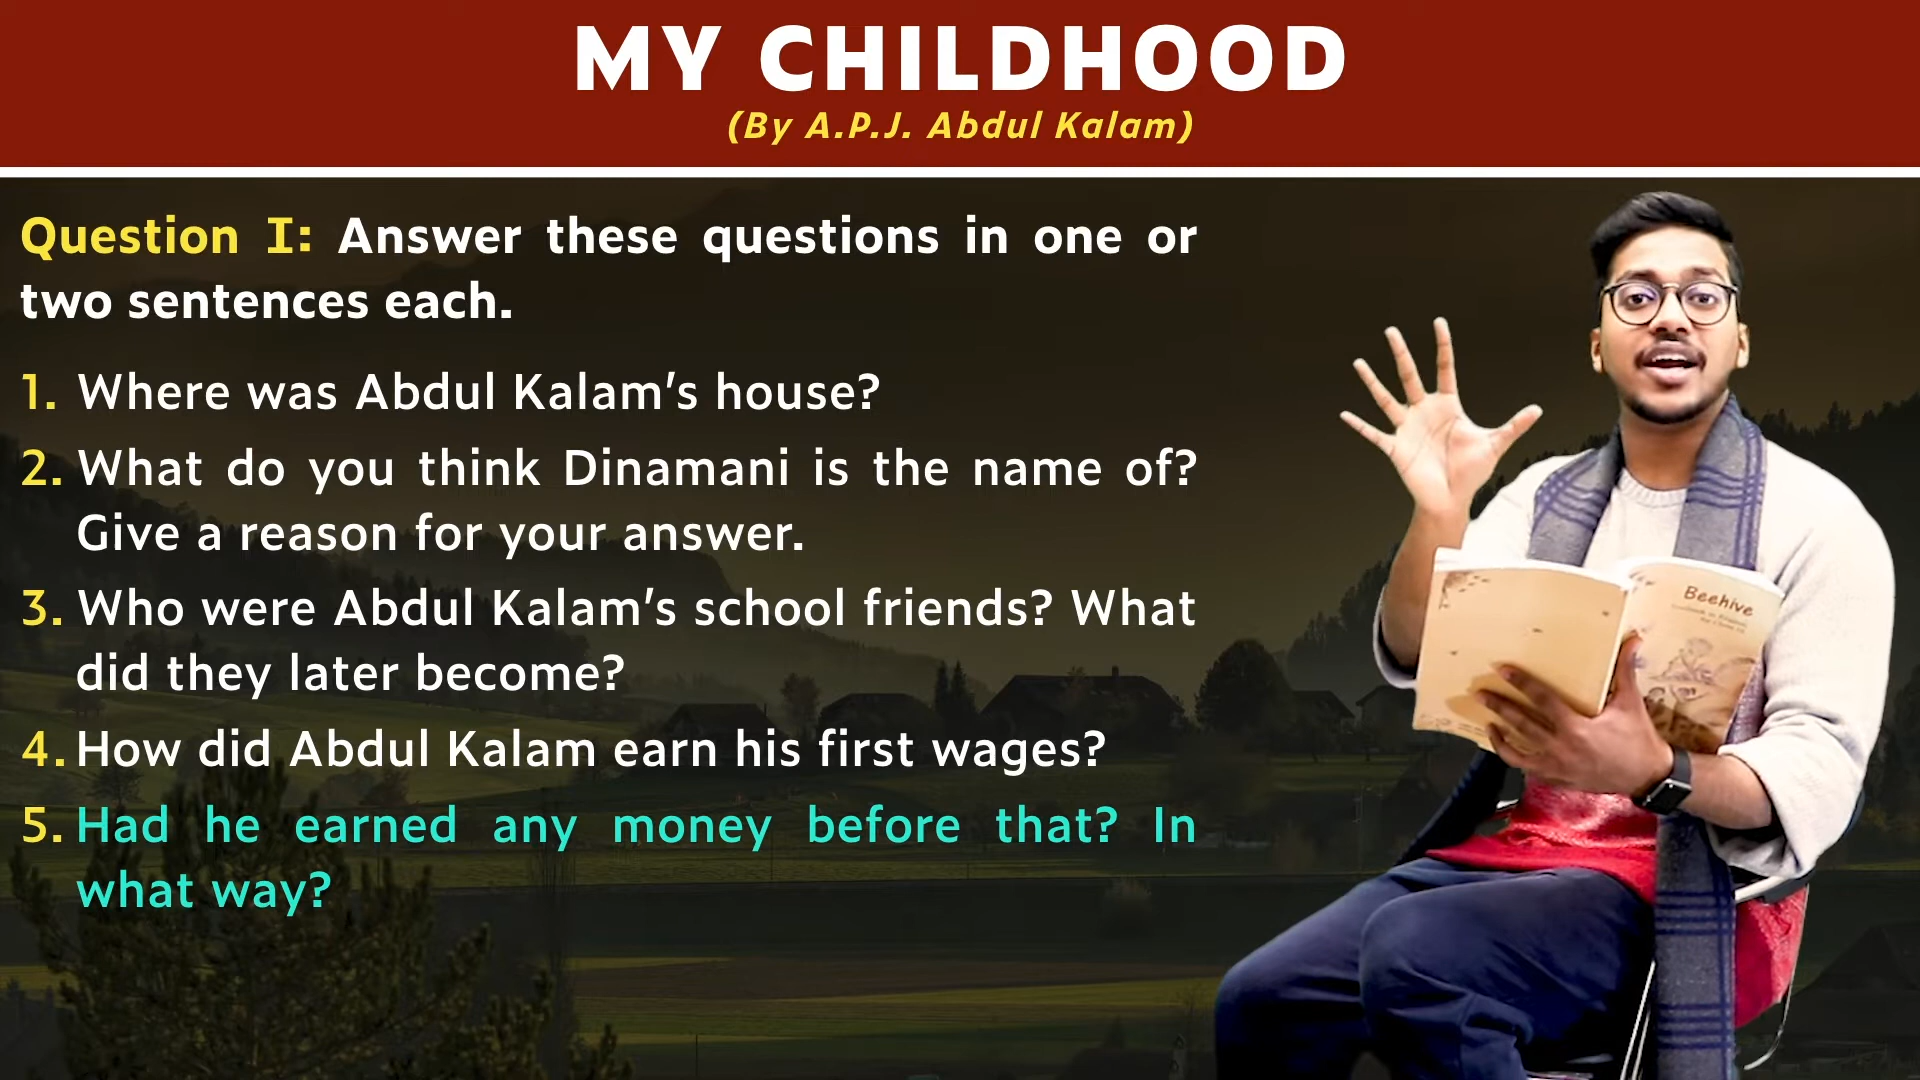 MY CHILDHOOD
(By A.P.J. Abdul Kalam)
Question I: Answer these questions in one or
two sentences each.
1. Where was Abdul Kalam's house?
2. What do you think Dinamani is the name of?
Give a reason for your answer.
3. Who were Abdul Kalam's school friends? What
did they later become?
4. How did Abdul Kalam earn his first wages?
5. Had he earned any money before that? In
what way?
Beehive